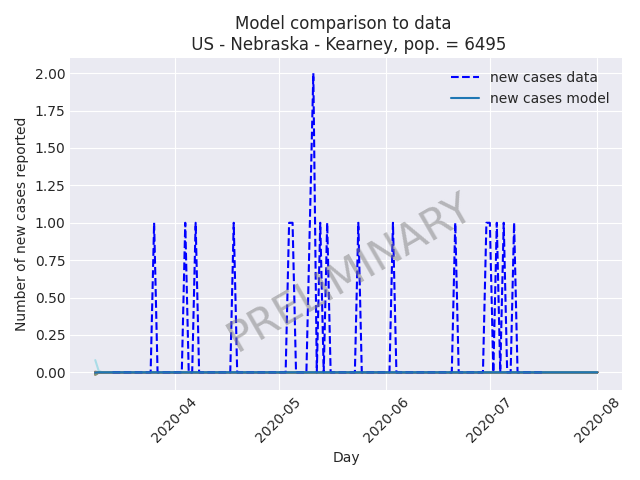 Model comparison to data
US - Nebraska - Kearney, pop. = 6495
new cases data
new cases model
Number of new cases reported
2.00
1.75
1.50
1.25
1.00
0.75
0.50
0.25
0.00
PRELIMINARY
2020-04
2020-05
2020-06
2020-07
2020-08
Day